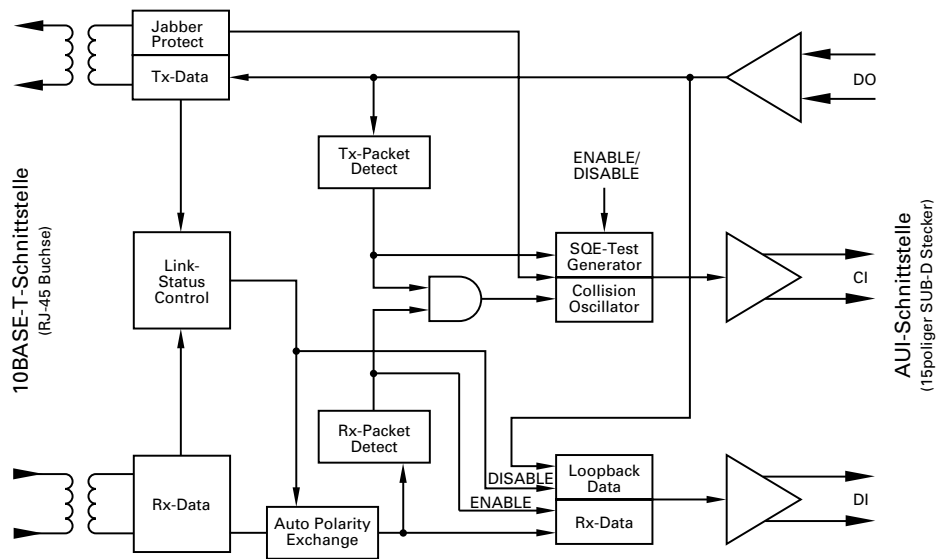 Jabber
Protect
Tx-Data
DO
Tx-Packet
Detect
ENABLE/
DISABLE
10BASE-T-Schnittstelle
(RJ-45 Buchse)
Link-
Status
Control
SQE-Test
Generator
Collision
Oscillator
CI
AUI-Schnittstelle
(15poliger SUB-D Stecker)
Rx-Packet
Detect
DISABLE
ENABLE
Loopback
Data
Rx-Data
DI
Rx-Data
Auto Polarity
Exchange